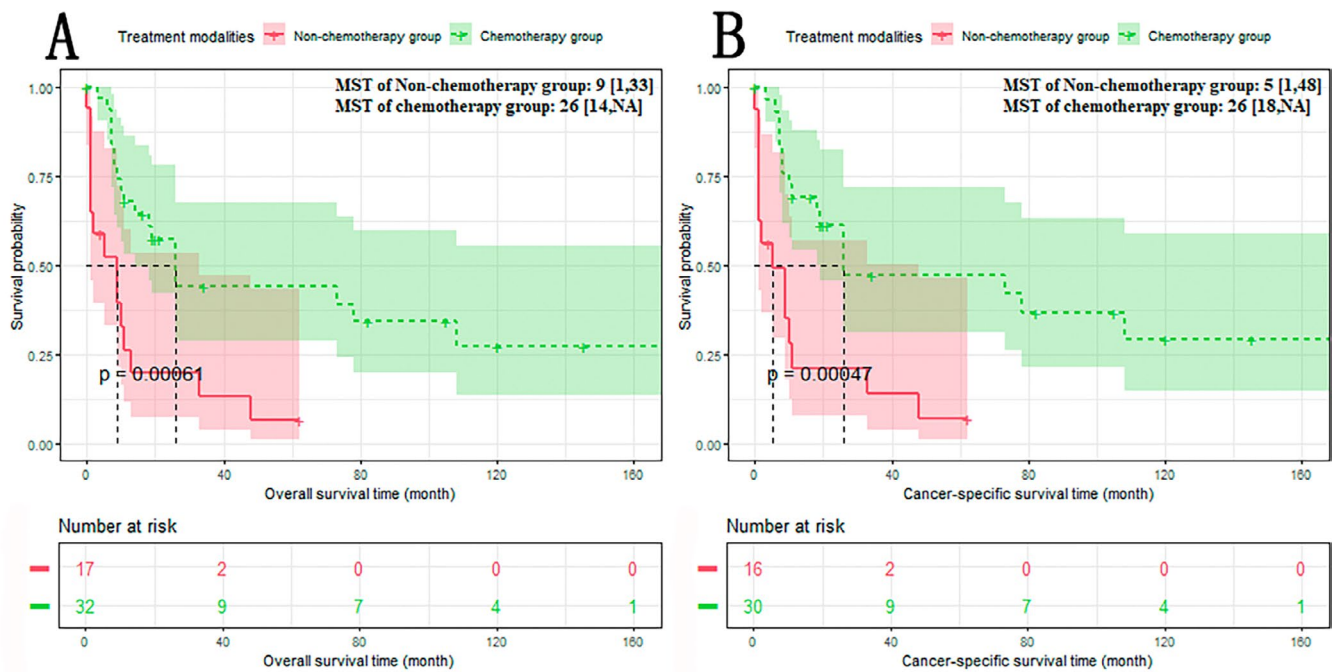 A
Treatment modalities Non-chemotherapy group Chemotherapy group
MST of Non-chemotherapy group: 9 [1,33]
MST of chemotherapy group: 26 [14,NA]
1.00
0.75
0.50
0.25
0.00
Survival probability
p = 0.00061
0 40 80 120 160
Overall survival time (month)
Number at risk
17 2 0 0 0
32 9 7 4 1
0 40 80 120 160
Overall survival time (month)
B
Treatment modalities Non-chemotherapy group Chemotherapy group
MST of Non-chemotherapy group: 5 [1,48]
MST of chemotherapy group: 26 [18,NA]
1.00
0.75
0.50
0.25
0.00
Survival probability
p = 0.00047
0 40 80 120 160
Cancer-specific survival time (month)
Number at risk
16 2 0 0 0
30 9 7 4 1
0 40 80 120 160
Cancer-specific survival time (month)